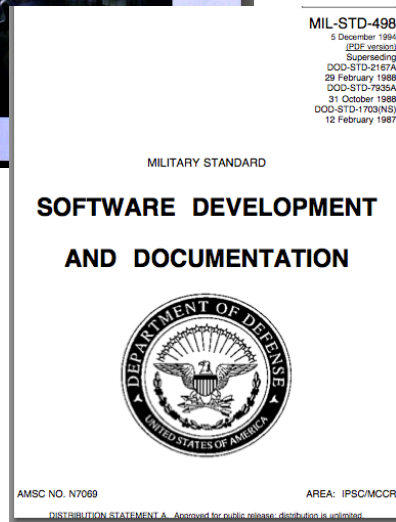 MIL-STD-498
5 December 1994
(PDF version)
Superseding
DOD-STD-2167A
29 February 1988
DOD-STD-7935A
31 October 1988
DOD-STD-1703(NS)
12 February 1987
MILITARY STANDARD
SOFTWARE DEVELOPMENT
AND DOCUMENTATION
DEPARTMENT OF DEFENSE
UNITED STATES OF AMERICA
AMSC NO. N7069 AREA: IPSC/MCCR
DISTRIBUTION STATEMENT A. Approved for public release; distribution is unlimited.